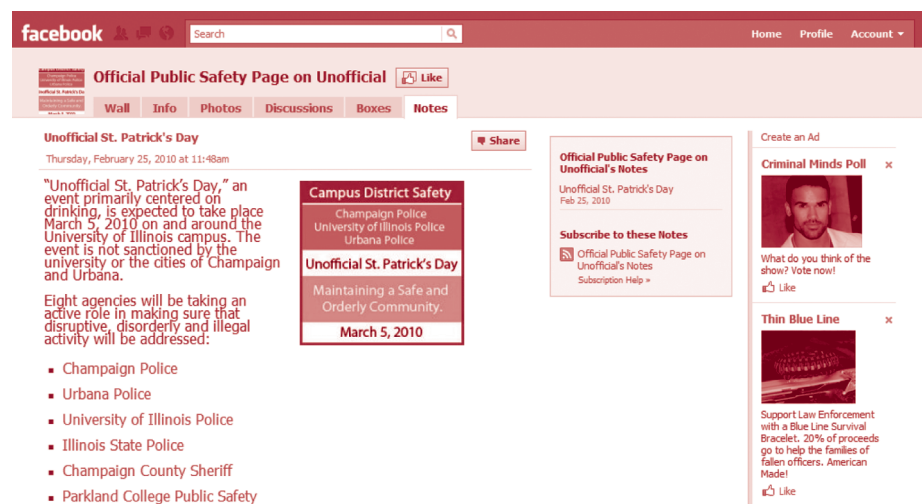 facebook
Search
Home Profile Account
Official Public Safety Page on Unofficial
Like
Wall Info Photos Discussions Boxes Notes
Unofficial St. Patrick's Day
Share
Thursday, February 25, 2010 at 11:48am
“Unofficial St. Patrick’s Day,” an
event primarily centered on
drinking, is expected to take place
March 5, 2010 on and around the
University of Illinois campus. The
event is not sanctioned by the
university or the cities of Champaign
and Urbana.
Eight agencies will be taking an
active role in making sure that
disruptive, disorderly and illegal
activity will be addressed:
Champaign Police
Urbana Police
University of Illinois Police
Illinois State Police
Champaign County Sheriff
Parkland College Public Safety
Campus District Safety
Champaign Police
University of Illinois Police
Urbana Police
Unofficial St. Patrick’s Day
Maintaining a Safe and
Orderly Community.
March 5, 2010
Official Public Safety Page on
Unofficial's Notes
Unofficial St. Patrick's Day
Feb 25, 2010
Subscribe to these Notes
Official Public Safety Page on
Unofficial's Notes
Subscription Help »
Create an Ad
Criminal Minds Poll
What do you think of the
show? Vote now!
Like
Thin Blue Line
Support Law Enforcement
with a Blue Line Survival
Bracelet. 20% of proceeds
go to help the families of
fallen officers. American
Made!
Like